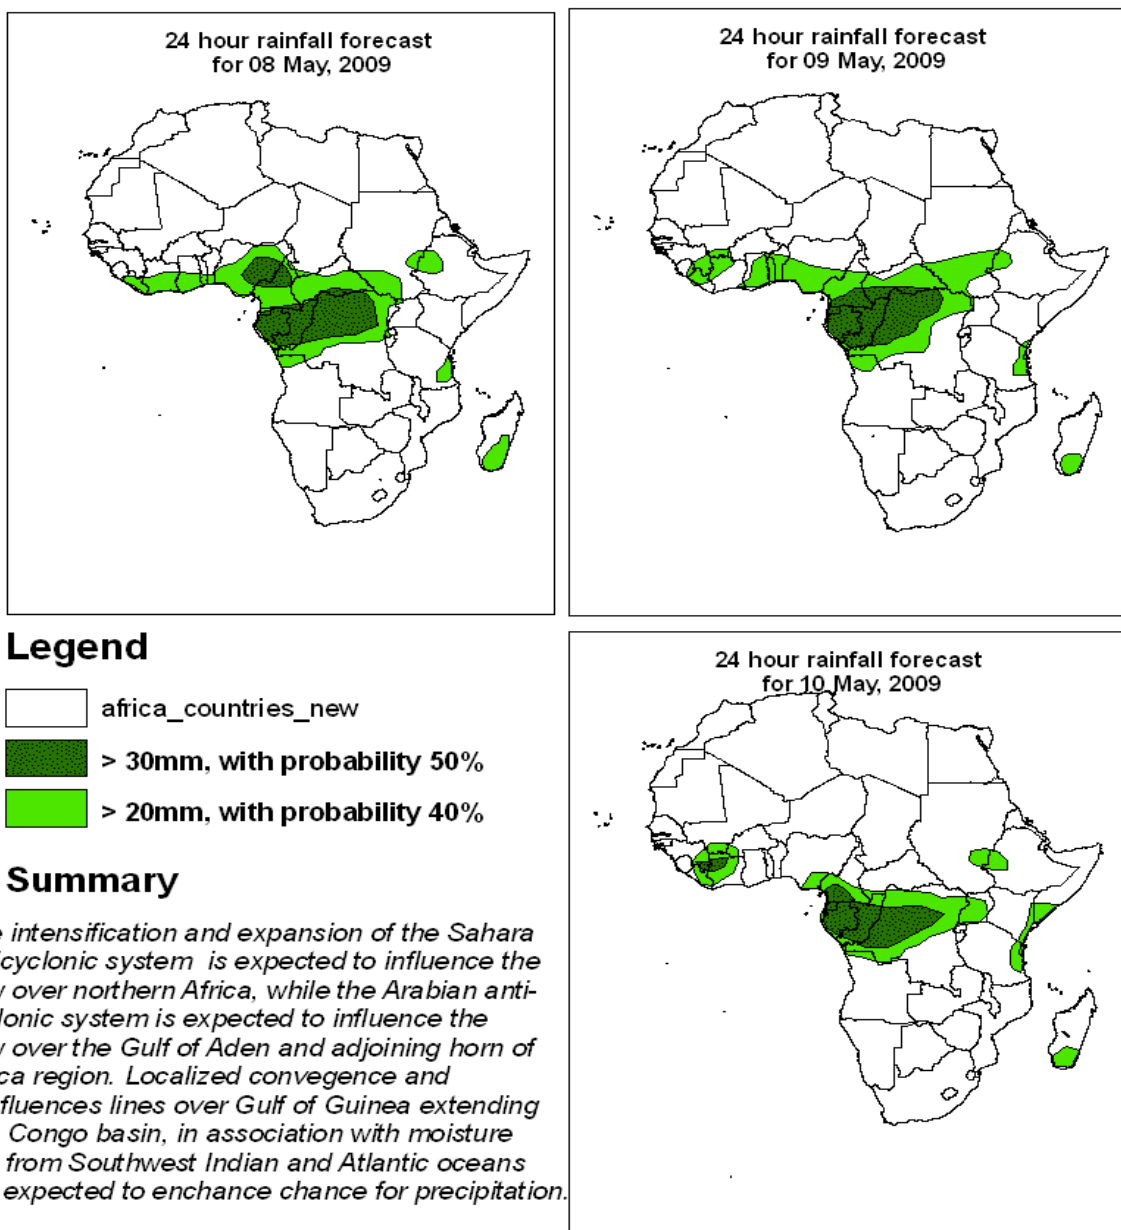 24 hour rainfall forecast
for 08 May, 2009
24 hour rainfall forecast
for 09 May, 2009
Legend
africa_countries_new
> 30mm, with probability 50%
> 20mm, with probability 40%
24 hour rainfall forecast
for 10 May, 2009
Summary
intensification and expansion of the Sahara
cyclonic system is expected to influence the
over northern Africa, while the Arabian anti-
lonic system is expected to influence the
over the Gulf of Aden and adjoining horn of
ca region. Localized convegence and
fluences lines over Gulf of Guinea extending
Congo basin, in association with moisture
from Southwest Indian and Atlantic oceans
expected to enchance chance for precipitation.